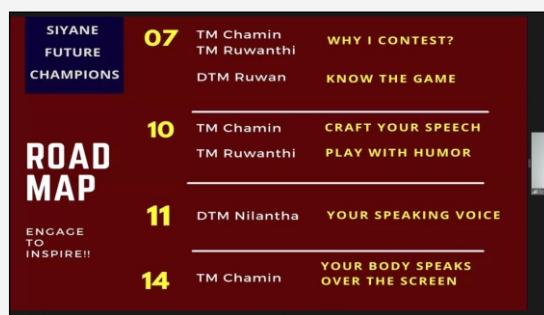 SIYANE
FUTURE
CHAMPIONS
ROAD
MAP
ENGAGE
TO
INSPIRE!!
07 TM Chamin WHY I CONTEST?
TM Ruwanthi
DTM Ruwan KNOW THE GAME
10 TM Chamin CRAFT YOUR SPEECH
TM Ruwanthi PLAY WITH HUMOR
11 DTM Nilantha YOUR SPEAKING VOICE
14 TM Chamin YOUR BODY SPEAKS
OVER THE SCREEN